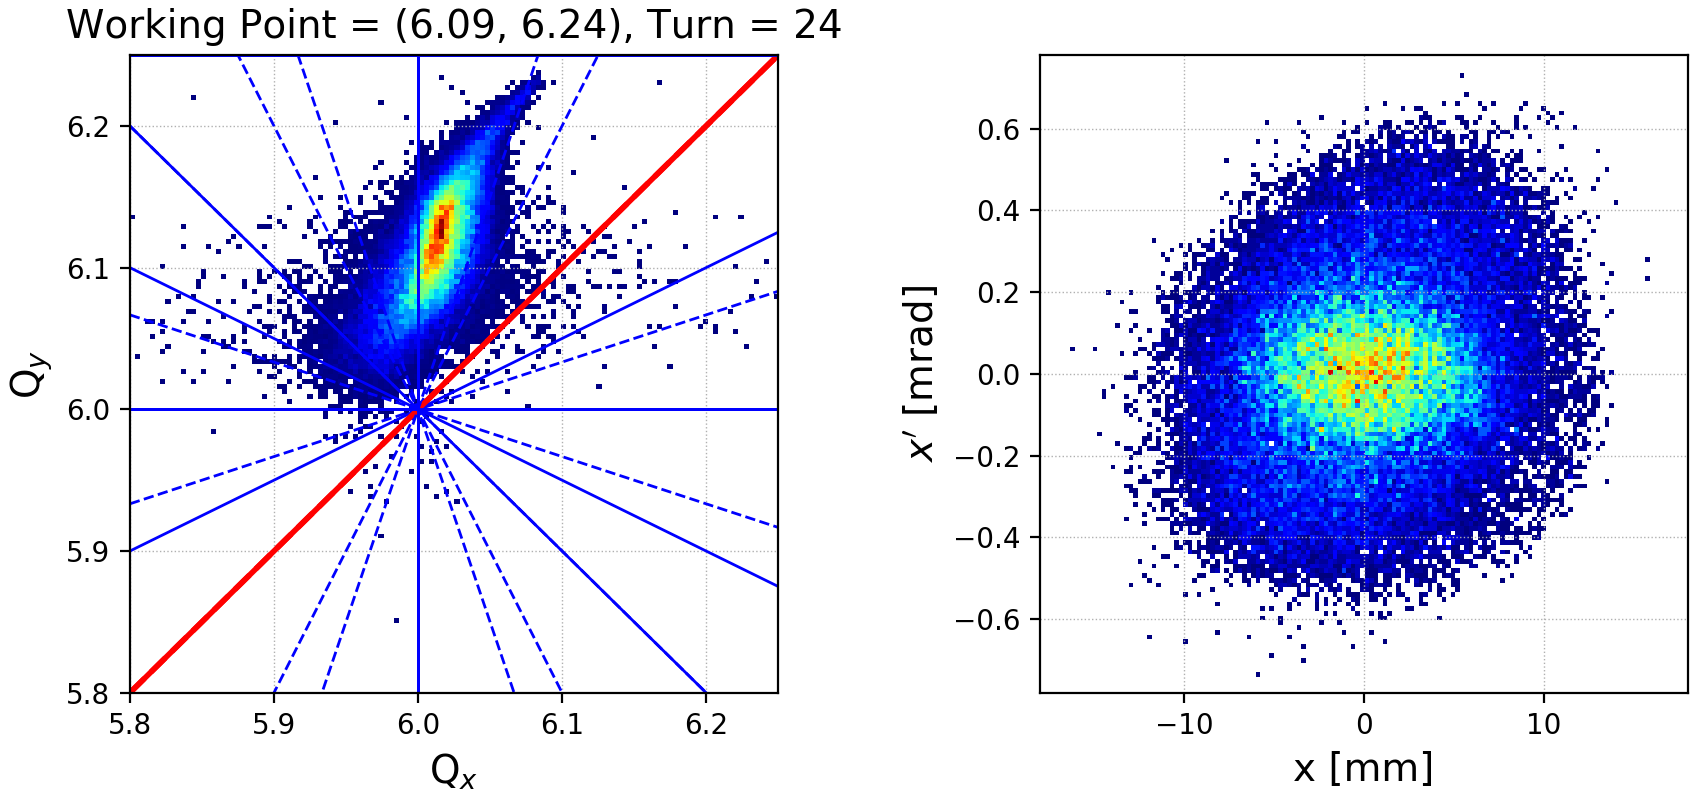 Working Point = (6.09, 6.24), Turn = 24
6.2
6.1
6.0
5.9
5.8
Qy
5.8 5.9 6.0 6.1 6.2
Qx
0.6
0.4
0.2
0.0
−0.2
−0.4
−0.6
x′ [mrad]
−10 0 10
x [mm]